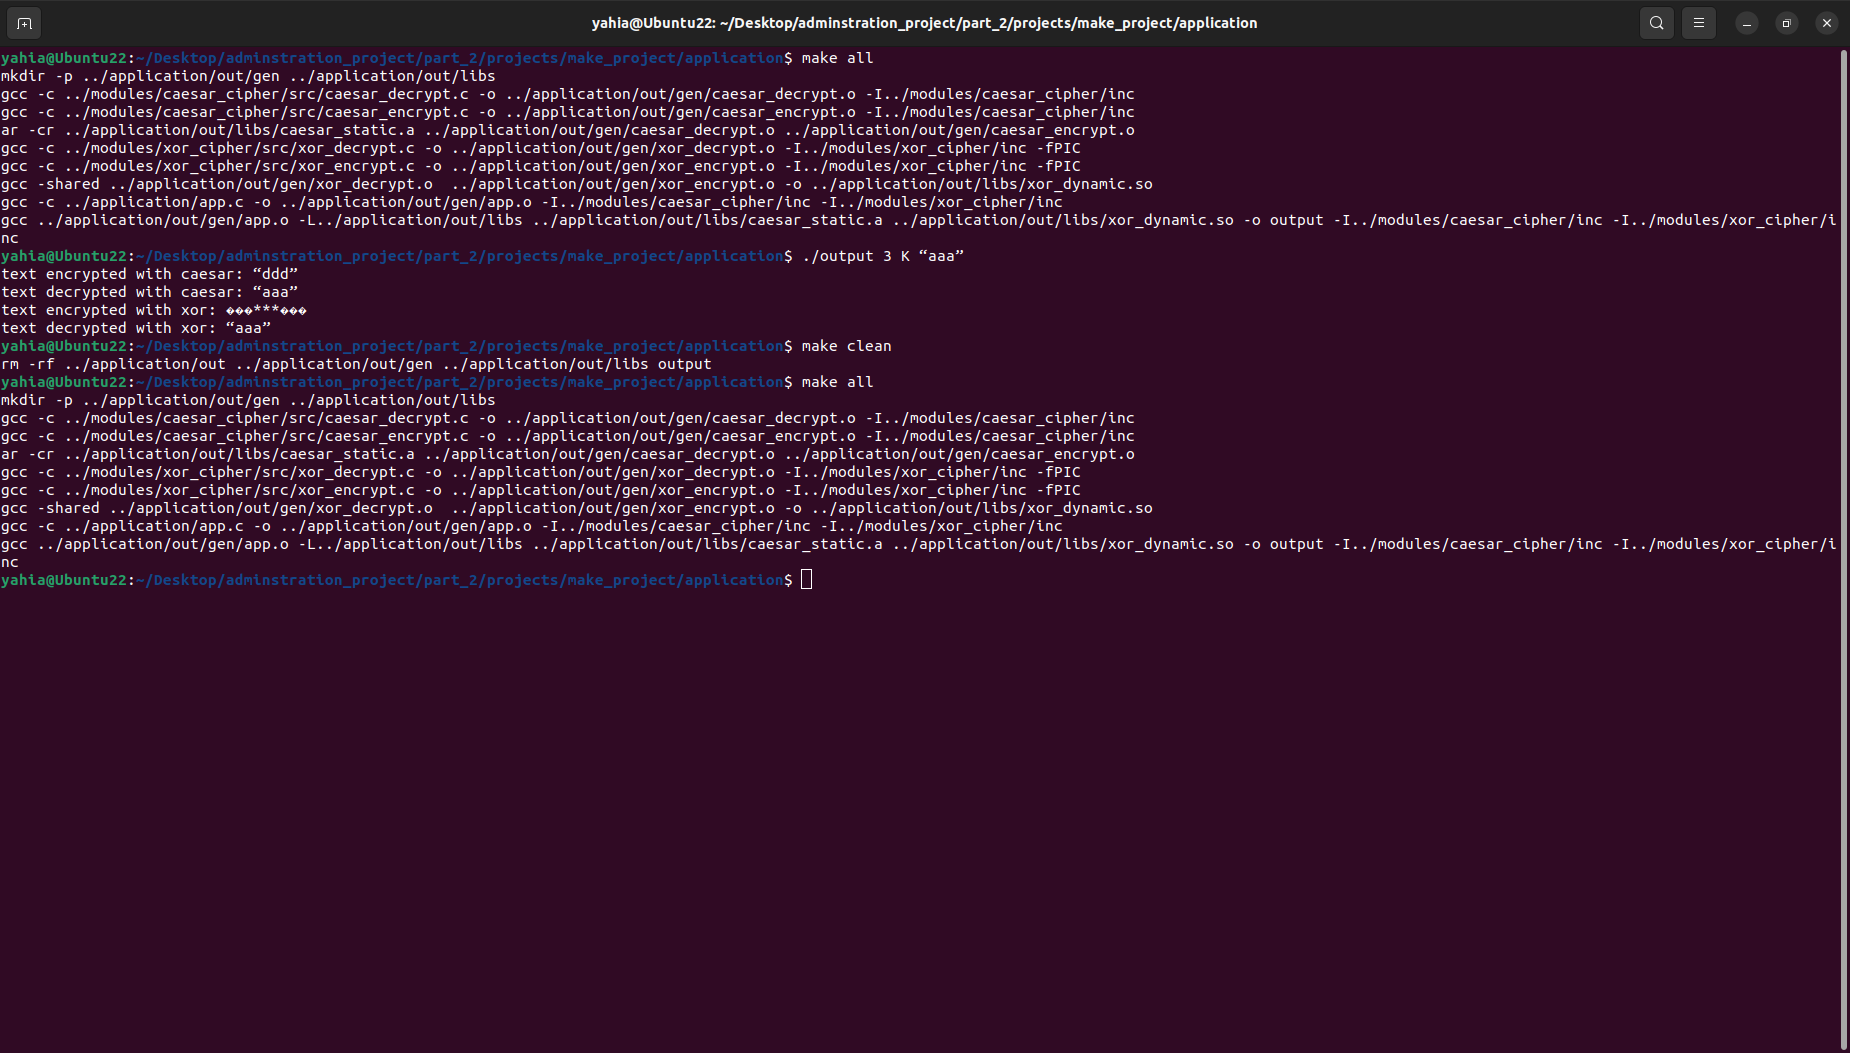 yahia@Ubuntu22: ~/Desktop/adminstration_project/part_2/projects/make_project/application
yahia@Ubuntu22:~/Desktop/adminstration_project/part_2/projects/make_project/application$ make all
mkdir -p ../application/out/gen ../application/out/libs
gcc -c ../modules/caesar_cipher/src/caesar_decrypt.c -o ../application/out/gen/caesar_decrypt.o -I../modules/caesar_cipher/inc
gcc -c ../modules/caesar_cipher/src/caesar_encrypt.c -o ../application/out/gen/caesar_encrypt.o -I../modules/caesar_cipher/inc
ar -cr ../application/out/libs/caesar_static.a ../application/out/gen/caesar_decrypt.o ../application/out/gen/caesar_encrypt.o
gcc -c ../modules/xor_cipher/src/xor_decrypt.c -o ../application/out/gen/xor_decrypt.o -I../modules/xor_cipher/inc -fPIC
gcc -c ../modules/xor_cipher/src/xor_encrypt.c -o ../application/out/gen/xor_encrypt.o -I../modules/xor_cipher/inc -fPIC
gcc -shared ../application/out/gen/xor_decrypt.o  ../application/out/gen/xor_encrypt.o -o ../application/out/libs/xor_dynamic.so
gcc -c ../application/app.c -o ../application/out/gen/app.o -I../modules/caesar_cipher/inc -I../modules/xor_cipher/inc
gcc ../application/out/gen/app.o -L../application/out/libs ../application/out/libs/caesar_static.a ../application/out/libs/xor_dynamic.so -o output -I../modules/caesar_cipher/inc -I../modules/xor_cipher/i
nc
yahia@Ubuntu22:~/Desktop/adminstration_project/part_2/projects/make_project/application$ ./output 3 K “aaa”
text encrypted with caesar: “ddd”
text decrypted with caesar: “aaa”
text encrypted with xor: ���***���
text decrypted with xor: “aaa”
yahia@Ubuntu22:~/Desktop/adminstration_project/part_2/projects/make_project/application$ make clean
rm -rf ../application/out ../application/out/gen ../application/out/libs output
yahia@Ubuntu22:~/Desktop/adminstration_project/part_2/projects/make_project/application$ make all
mkdir -p ../application/out/gen ../application/out/libs
gcc -c ../modules/caesar_cipher/src/caesar_decrypt.c -o ../application/out/gen/caesar_decrypt.o -I../modules/caesar_cipher/inc
gcc -c ../modules/caesar_cipher/src/caesar_encrypt.c -o ../application/out/gen/caesar_encrypt.o -I../modules/caesar_cipher/inc
ar -cr ../application/out/libs/caesar_static.a ../application/out/gen/caesar_decrypt.o ../application/out/gen/caesar_encrypt.o
gcc -c ../modules/xor_cipher/src/xor_decrypt.c -o ../application/out/gen/xor_decrypt.o -I../modules/xor_cipher/inc -fPIC
gcc -c ../modules/xor_cipher/src/xor_encrypt.c -o ../application/out/gen/xor_encrypt.o -I../modules/xor_cipher/inc -fPIC
gcc -shared ../application/out/gen/xor_decrypt.o  ../application/out/gen/xor_encrypt.o -o ../application/out/libs/xor_dynamic.so
gcc -c ../application/app.c -o ../application/out/gen/app.o -I../modules/caesar_cipher/inc -I../modules/xor_cipher/inc
gcc ../application/out/gen/app.o -L../application/out/libs ../application/out/libs/caesar_static.a ../application/out/libs/xor_dynamic.so -o output -I../modules/caesar_cipher/inc -I../modules/xor_cipher/i
nc
yahia@Ubuntu22:~/Desktop/adminstration_project/part_2/projects/make_project/application$